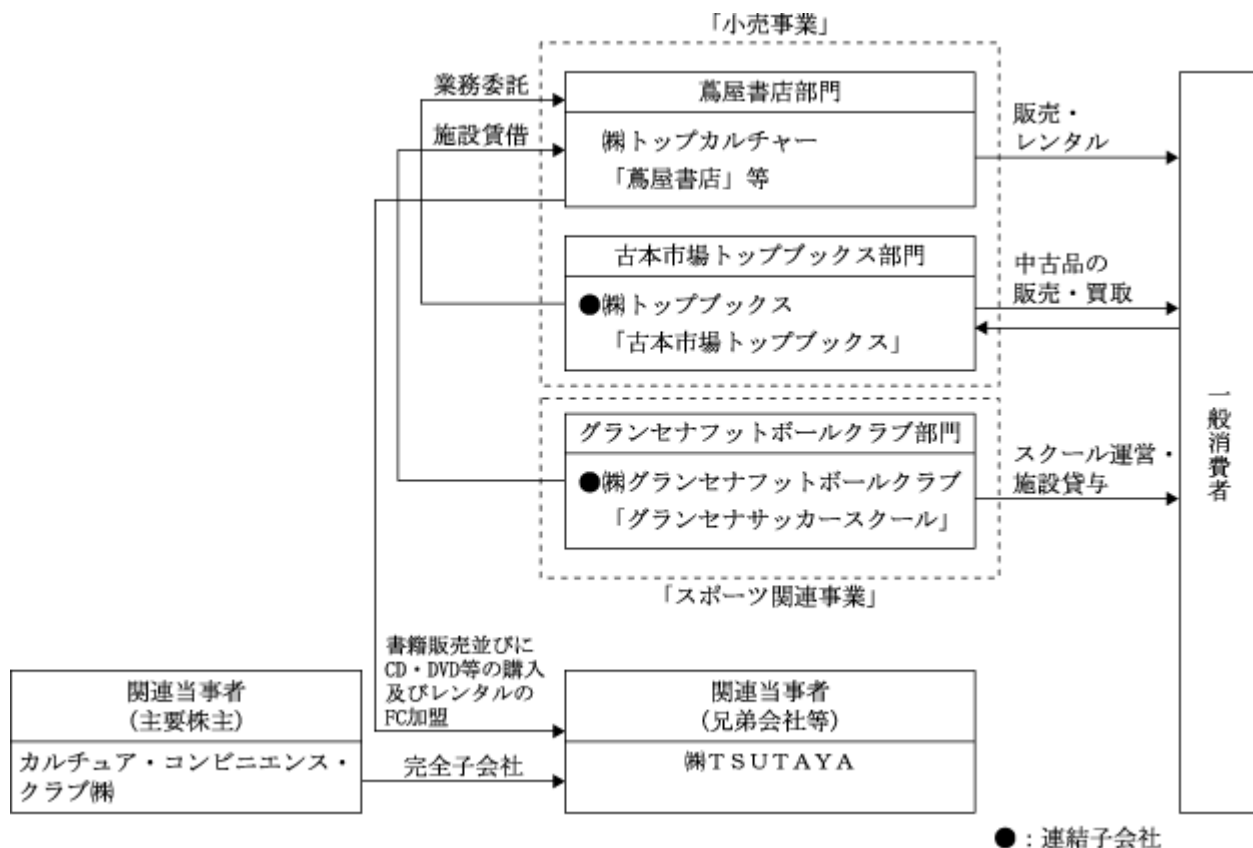 「小売事業」
業務委託
施設賃借
蔦屋書店部門
㈱トップカルチャー
「蔦屋書店」等
販売・
レンタル
古本市場トップブックス部門
●㈱トップブックス
「古本市場トップブックス」
中古品の
販売・買取
グランセナフットボールクラブ部門
●㈱グランセナフットボールクラブ
「グランセナサッカースクール」
スクール運営・
施設貸与
「スポーツ関連事業」
一般消費者
書籍販売並びに
CD・DVD等の購入
及びレンタルの
FC加盟
関連当事者
(主要株主)
カルチュア・コンビニエンス・
クラブ㈱
完全子会社
関連当事者
(兄弟会社等)
㈱TSUTAYA
●：連結子会社